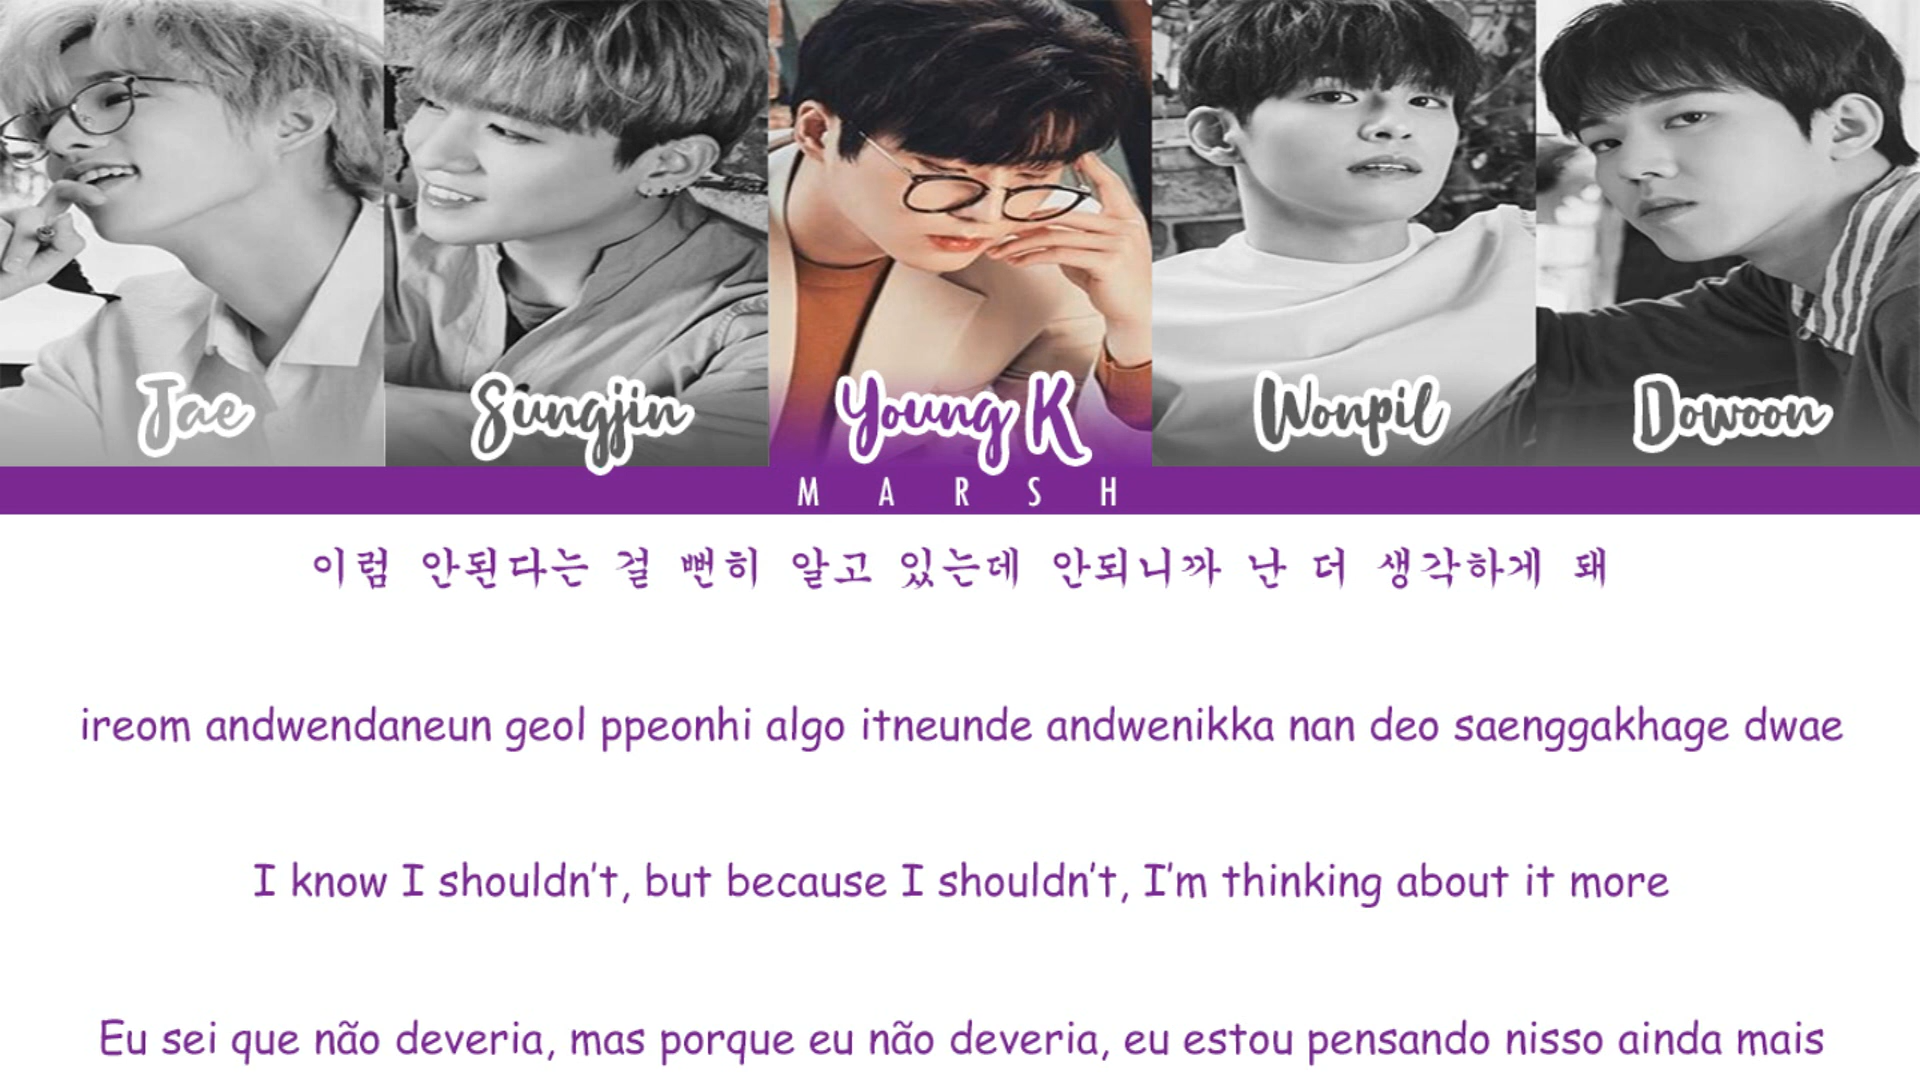 Jae
Sungjin
Young K
Wonpil
Dowoon
MARSH
이럼 안된다는 걸 뻔히 알고 있는데 안되니까 난 더 생각하게 돼
ireom andwendaneun geol ppeonhi algo itneunde andwenikka nan deo saenggakhage dwae
I know I shouldn't, but because I shouldn't, I'm thinking about it more
Eu sei que não deveria, mas porque eu não deveria, eu estou pensando nisso ainda mais